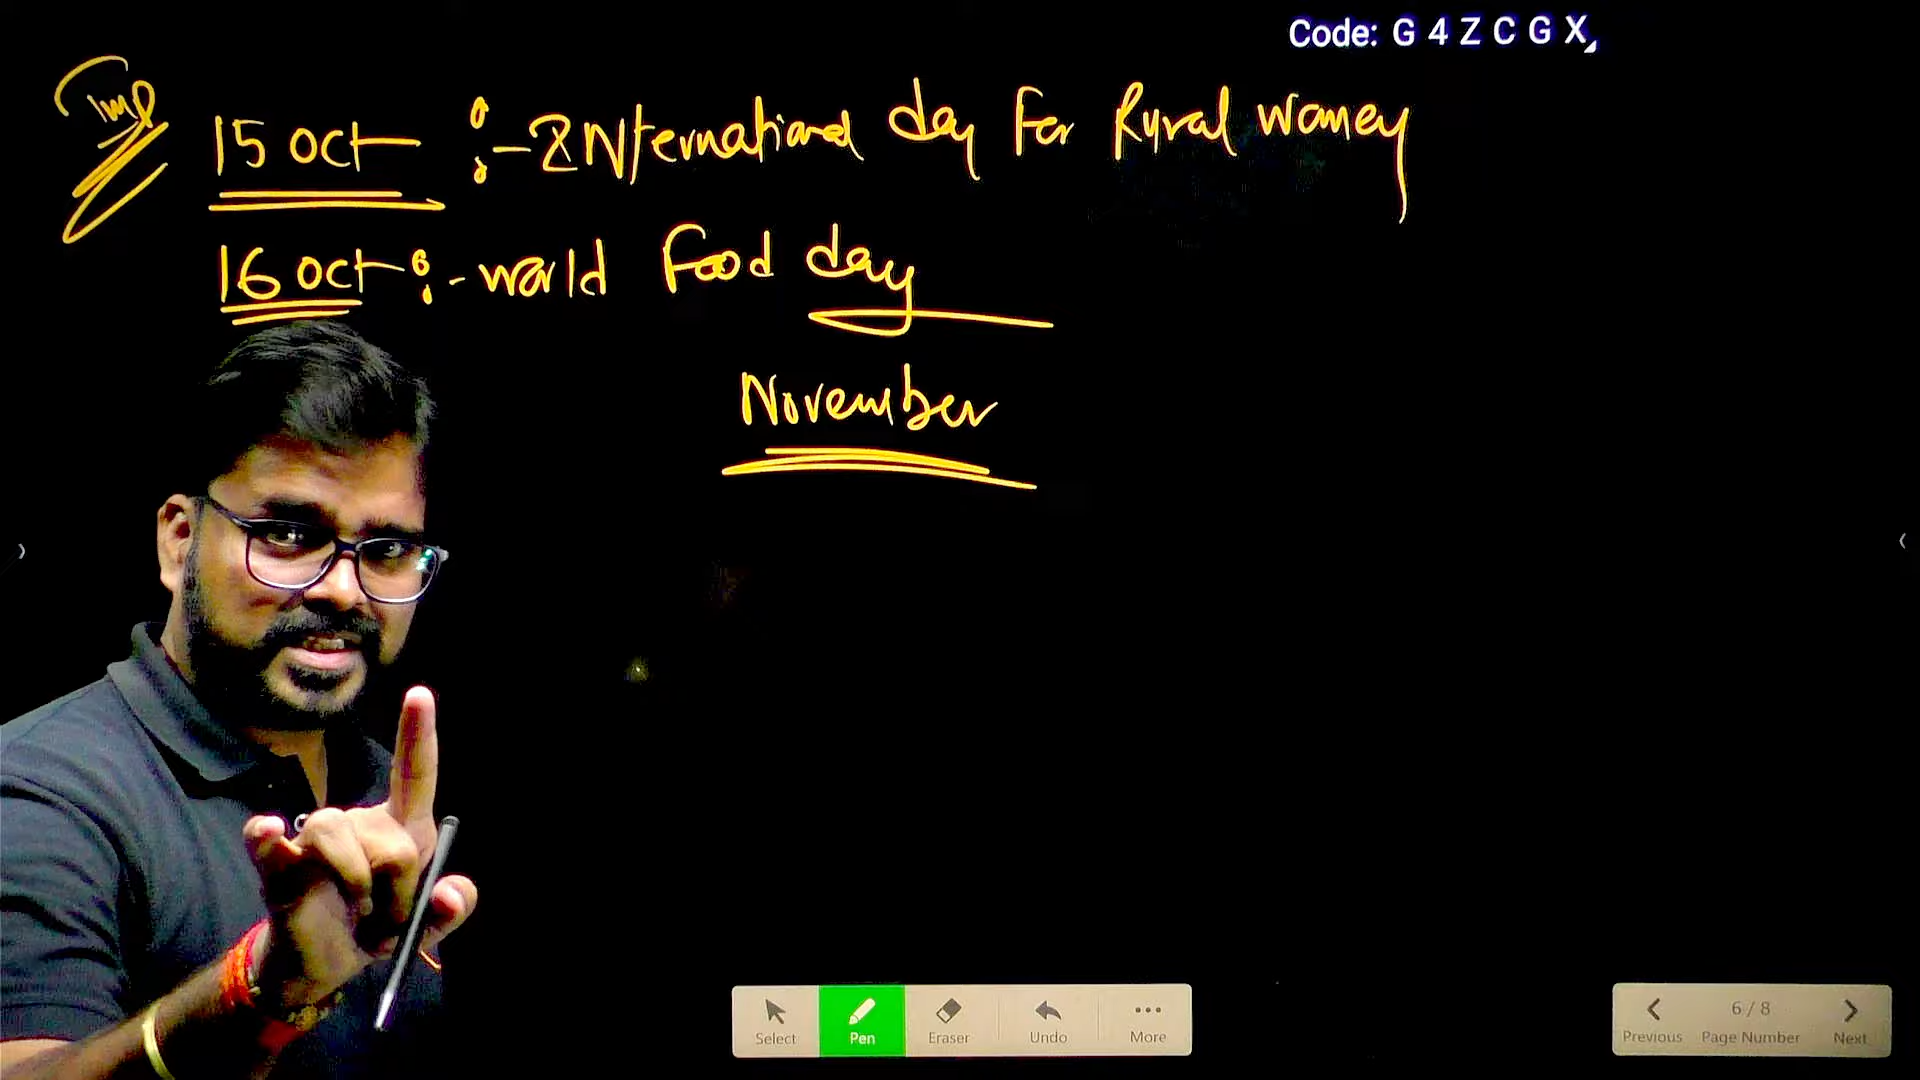 Code: G 4 Z C G X
Imp
15 Oct :- International day For Rural women
16 Oct :- world Food day
November
Select Pen Eraser Undo More
6 / 8
Previous Page Number Next